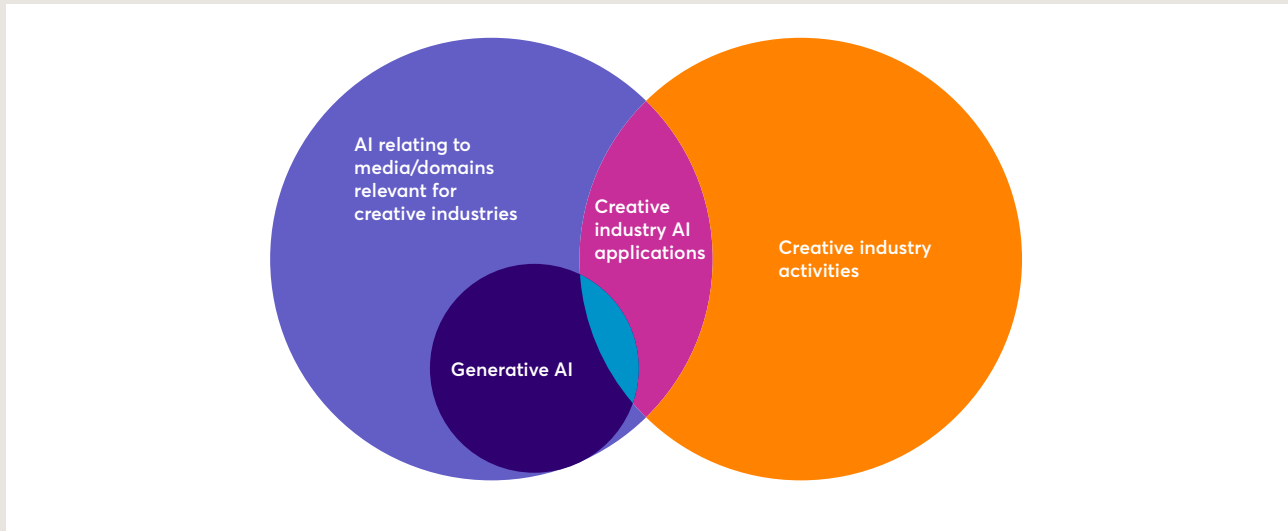 AI relating to
media/domains
relevant for
creative industries
Creative
industry AI
applications
Creative industry
activities
Generative AI